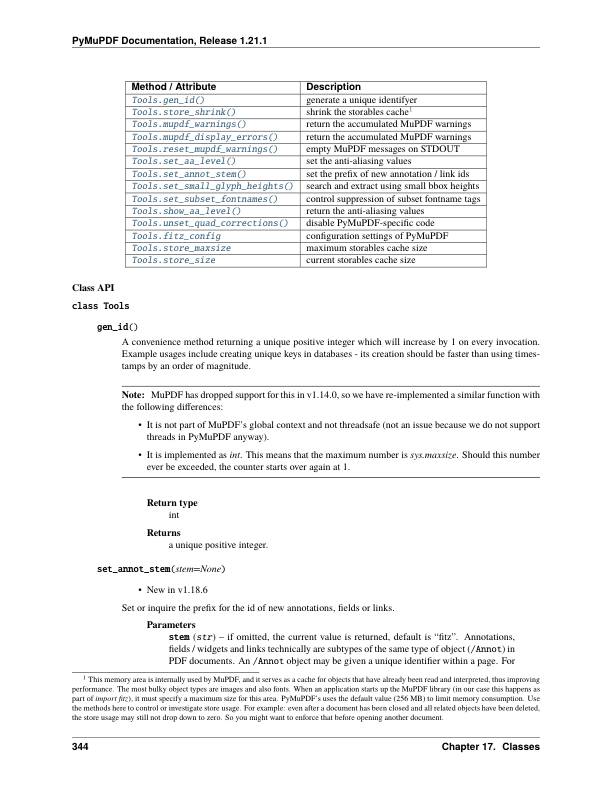 PyMuPDF Documentation, Release 1.21.1
Method / Attribute Description
Tools.gen_id() generate a unique identifyer
Tools.store_shrink() shrink the storables cache1
Tools.mupdf_warnings() return the accumulated MuPDF warnings
Tools.mupdf_display_errors() return the accumulated MuPDF warnings
Tools.reset_mupdf_warnings() empty MuPDF messages on STDOUT
Tools.set_aa_level() set the anti-aliasing values
Tools.set_annot_stem() set the prefix of new annotation / link ids
Tools.set_small_glyph_heights() search and extract using small bbox heights
Tools.set_subset_fontnames() control suppression of subset fontname tags
Tools.show_aa_level() return the anti-aliasing values
Tools.unset_quad_corrections() disable PyMuPDF-specific code
Tools.fitz_config configuration settings of PyMuPDF
Tools.store_maxsize maximum storables cache size
Tools.store_size current storables cache size
Class API
class Tools
gen_id()
A convenience method returning a unique positive integer which will increase by 1 on every invocation.
Example usages include creating unique keys in databases - its creation should be faster than using times-
tamps by an order of magnitude.
Note: MuPDF has dropped support for this in v1.14.0, so we have re-implemented a similar function with
the following differences:
• It is not part of MuPDF's global context and not threadsafe (not an issue because we do not support
threads in PyMuPDF anyway).
• It is implemented as int. This means that the maximum number is sys.maxsize. Should this number
ever be exceeded, the counter starts over again at 1.
Return type
int
Returns
a unique positive integer.
set_annot_stem(stem=None)
• New in v1.18.6
Set or inquire the prefix for the id of new annotations, fields or links.
Parameters
stem (str) – if omitted, the current value is returned, default is “fitz”. Annotations,
fields / widgets and links technically are subtypes of the same type of object (/Annot) in
PDF documents. An /Annot object may be given a unique identifier within a page. For
1 This memory area is internally used by MuPDF, and it serves as a cache for objects that have already been read and interpreted, thus improving
performance. The most bulky object types are images and also fonts. When an application starts up the MuPDF library (in our case this happens as
part of import fitz), it must specify a maximum size for this area. PyMuPDF's uses the default value (256 MB) to limit memory consumption. Use
the methods here to control or investigate store usage. For example: even after a document has been closed and all related objects have been deleted,
the store usage may still not drop down to zero. So you might want to enforce that before opening another document.
344 Chapter 17. Classes